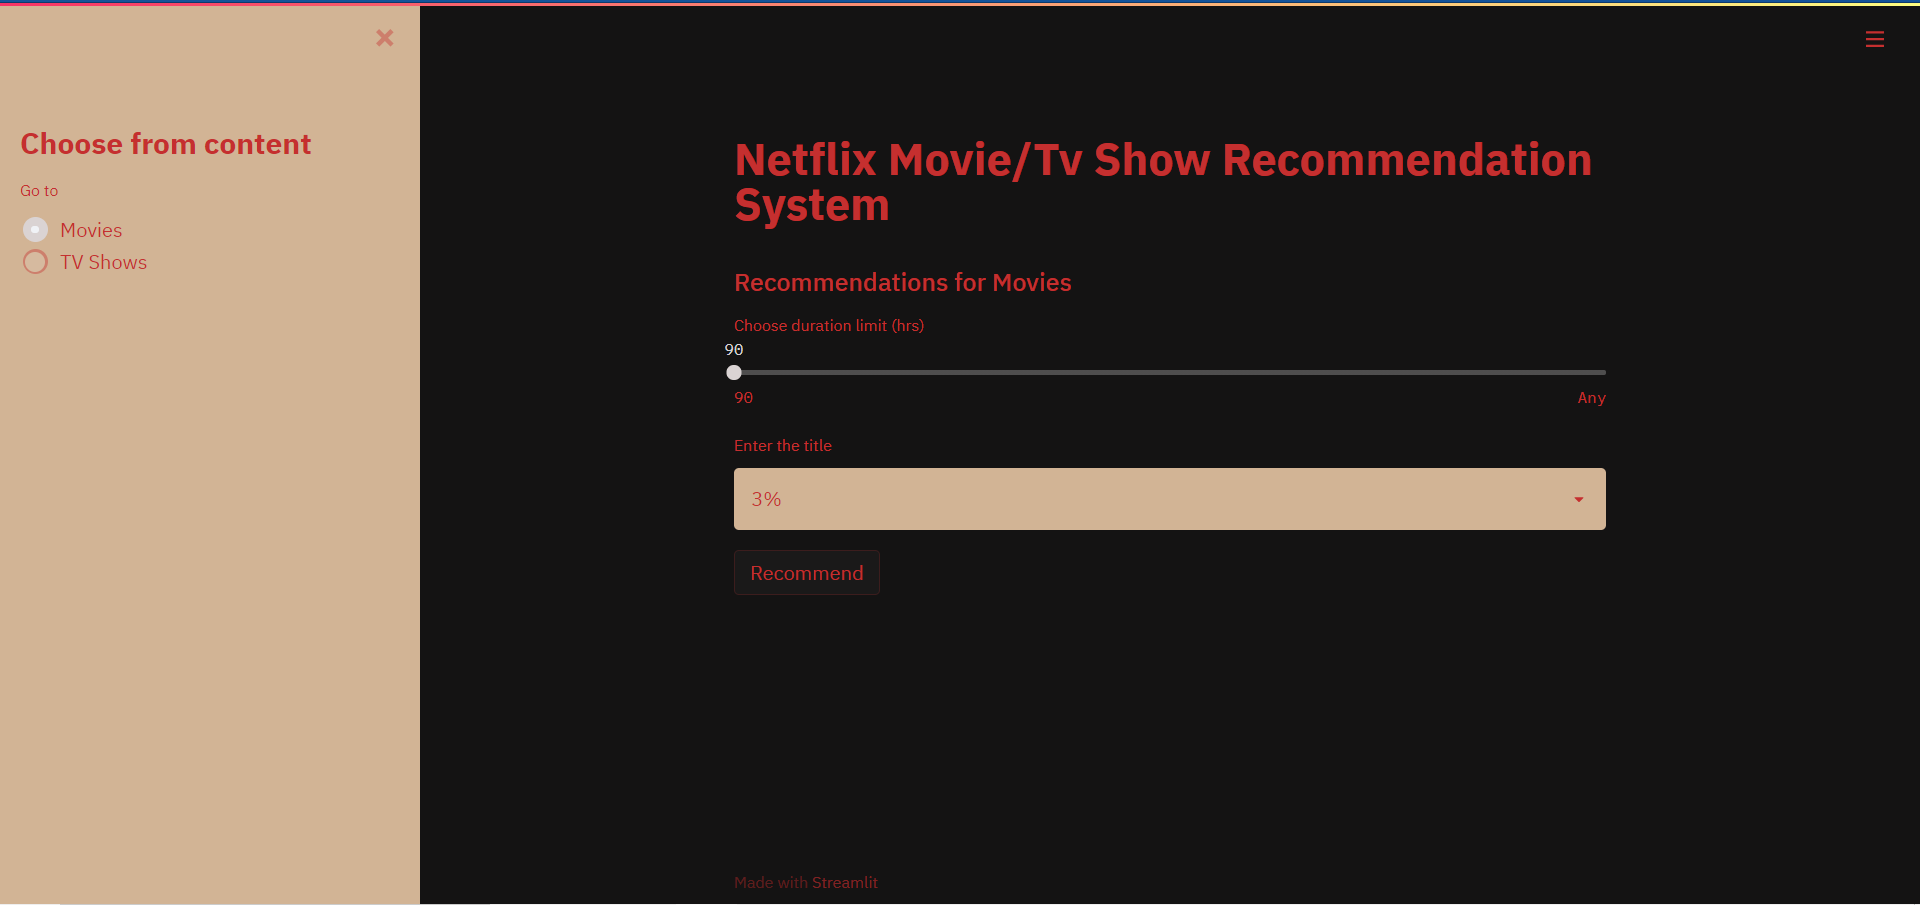 Choose from content
Go to
Movies
TV Shows
Netflix Movie/Tv Show Recommendation
System
Recommendations for Movies
Choose duration limit (hrs)
90
90 Any
Enter the title
3%
Recommend
Made with Streamlit